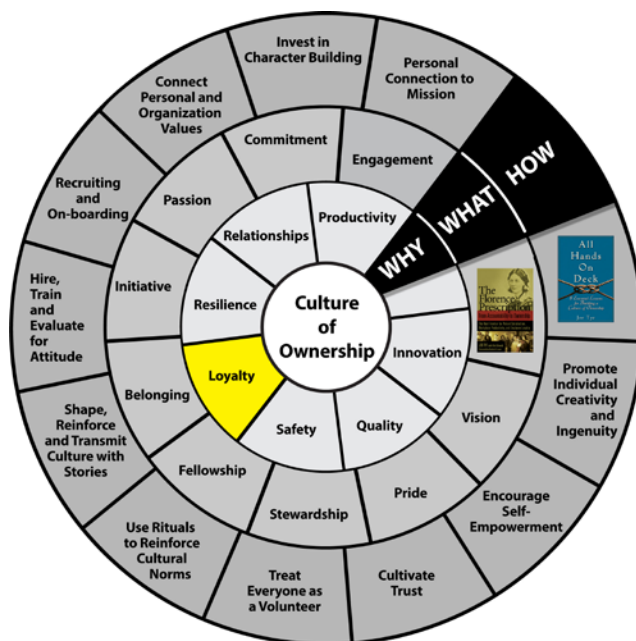 Invest in
Character Building
Personal
Connection to
Mission
Connect
Personal and
Organization
Values
Recruiting
and
On-boarding
Hire,
Train
and
Evaluate
for
Attitude
Shape,
Reinforce
and Transmit
Culture with
Stories
Use Rituals
to Reinforce
Cultural
Norms
Treat
Everyone as
a Volunteer
Cultivate
Trust
Encourage
Self-
Empowerment
Promote
Individual
Creativity
and
Ingenuity
Commitment
Engagement
Passion
Initiative
Belonging
Fellowship
Stewardship
Pride
Vision
Productivity
Relationships
Resilience
Loyalty
Safety
Quality
Innovation
WHY
WHAT
HOW
Culture
of
Ownership
The
Florence
Prescription
All
Hands
On
Deck